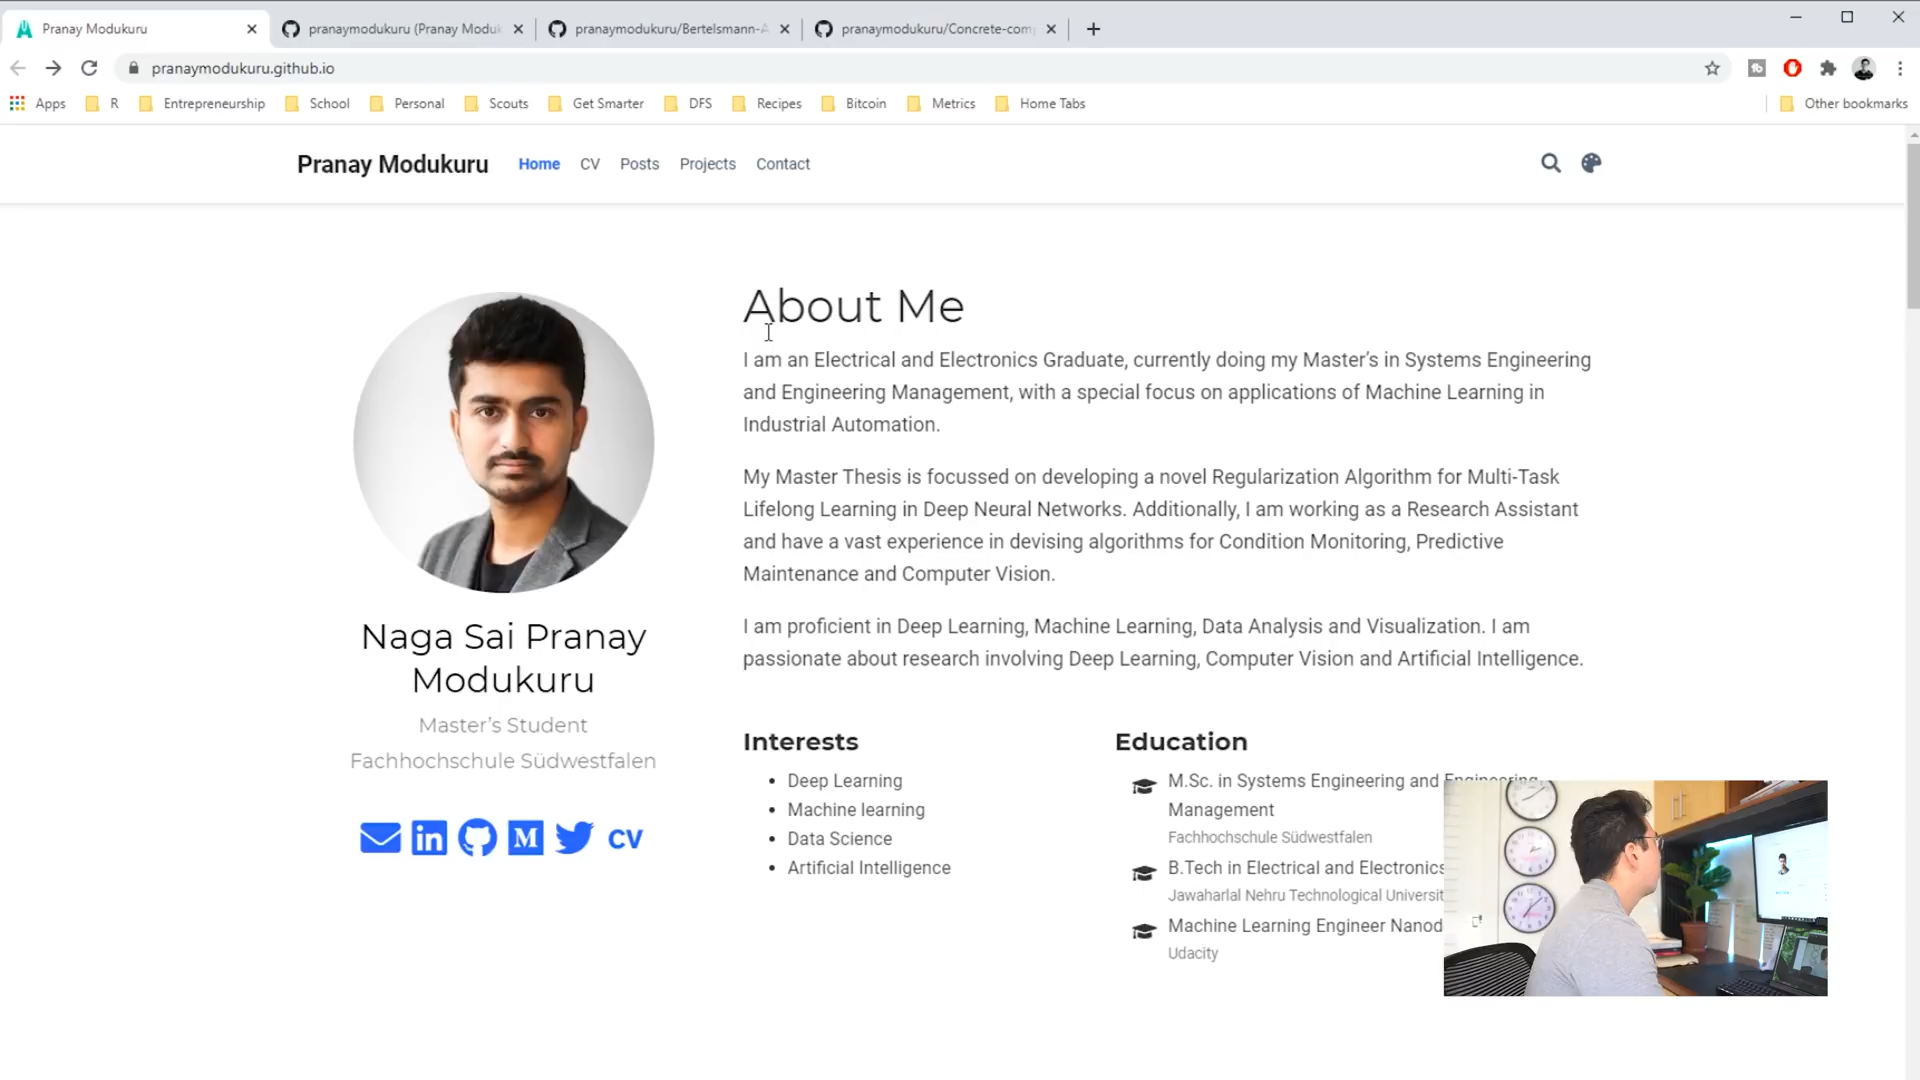 Pranay Modukuru
pranaymodukuru (Pranay Moduk
pranaymodukuru/Bertelsmann-A
pranaymodukuru/Concrete-com
pranaymodukuru.github.io
Apps R Entrepreneurship School Personal Scouts Get Smarter DFS Recipes Bitcoin Metrics Home Tabs Other bookmarks
Pranay Modukuru Home CV Posts Projects Contact
About Me
I am an Electrical and Electronics Graduate, currently doing my Master's in Systems Engineering
and Engineering Management, with a special focus on applications of Machine Learning in
Industrial Automation.
My Master Thesis is focussed on developing a novel Regularization Algorithm for Multi-Task
Lifelong Learning in Deep Neural Networks. Additionally, I am working as a Research Assistant
and have a vast experience in devising algorithms for Condition Monitoring, Predictive
Maintenance and Computer Vision.
I am proficient in Deep Learning, Machine Learning, Data Analysis and Visualization. I am
passionate about research involving Deep Learning, Computer Vision and Artificial Intelligence.
Naga Sai Pranay
Modukuru
Master's Student
Fachhochschule Südwestfalen
M
CV
Interests
Deep Learning
Machine learning
Data Science
Artificial Intelligence
Education
M.Sc. in Systems Engineering and Engineering
Management
Fachhochschule Südwestfalen
B.Tech in Electrical and Electronics
Jawaharlal Nehru Technological Universit
Machine Learning Engineer Nanod
Udacity